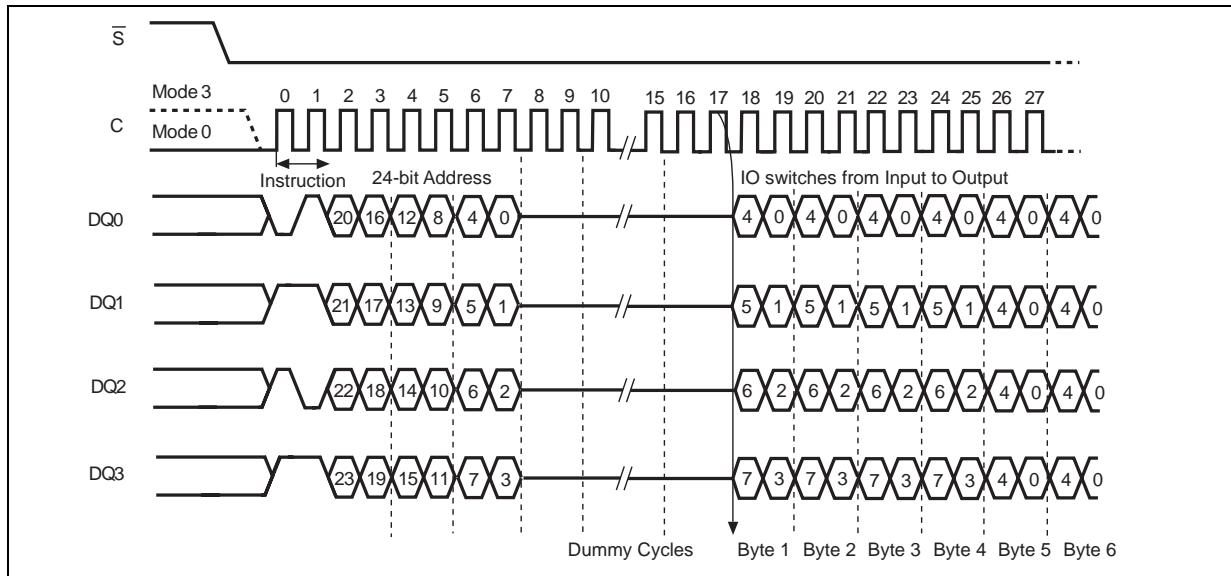 S
Mode 3
0 1 2 3 4 5 6 7 8 9 10 15 16 17 18 19 20 21 22 23 24 25 26 27
C
Mode 0
Instruction 24-bit Address IO switches from Input to Output
DQ0 20 16 12 8 4 0 4 0 4 0 4 0 4 0 4 0 4 0
DQ1 21 17 13 9 5 1 5 1 5 1 5 1 5 1 4 0 4 0
DQ2 22 18 14 10 6 2 6 2 6 2 6 2 6 2 4 0 4 0
DQ3 23 19 15 11 7 3 7 3 7 3 7 3 7 3 4 0 4 0
Dummy Cycles Byte 1 Byte 2 Byte 3 Byte 4 Byte 5 Byte 6